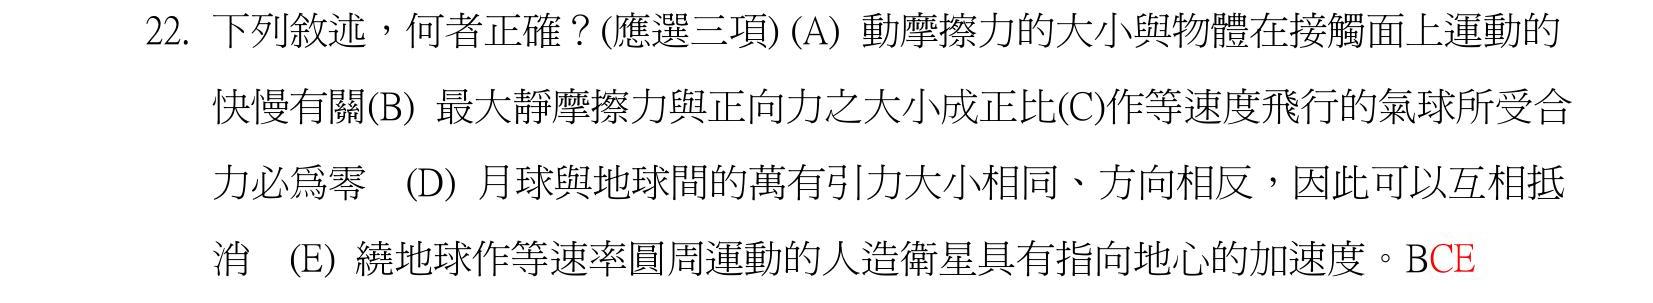 22. 下列敘述，何者正確？(應選三項) (A) 動摩擦力的大小與物體在接觸面上運動的
快慢有關(B) 最大靜摩擦力與正向力之大小成正比(C)作等速度飛行的氣球所受合
力必為零 (D) 月球與地球間的萬有引力大小相同、方向相反，因此可以互相抵
消 (E) 繞地球作等速率圓周運動的人造衛星具有指向地心的加速度。BCE